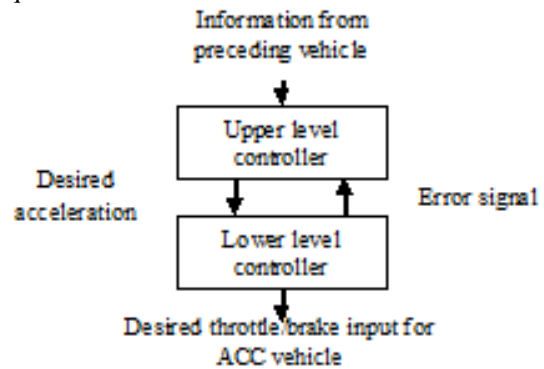 Information from
preceding vehicle
Upper level
controller
Desired
acceleration
Error signal
Lower level
controller
Desired throttle/brake input for
ACC vehicle